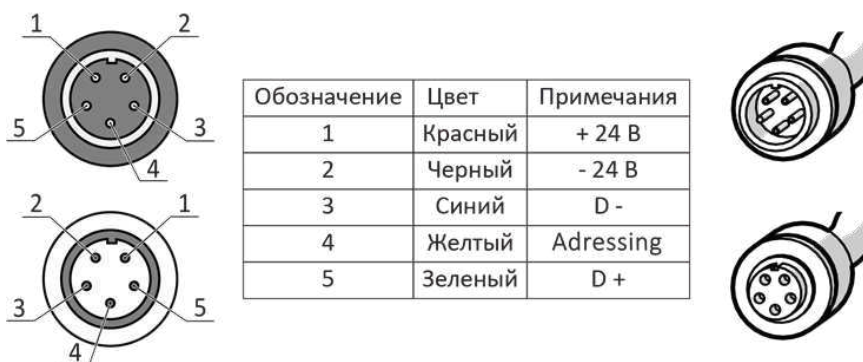 1 2
5 3
4
2 1
3 5
4
Обозначение Цвет Примечания
1 Красный + 24 В
2 Черный - 24 В
3 Синий D -
4 Желтый Adressing
5 Зеленый D +